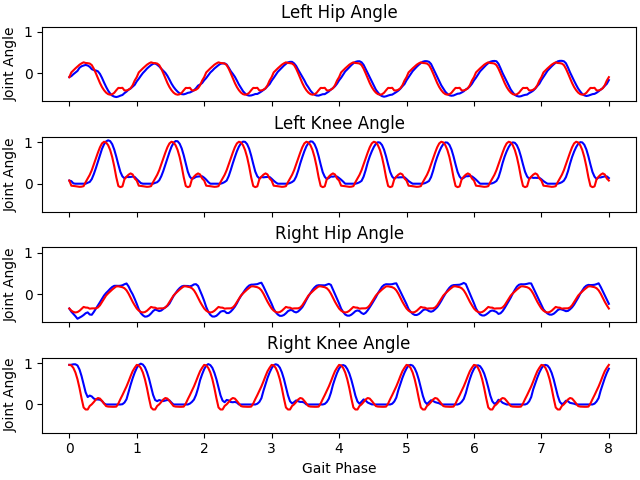 Left Hip Angle
Joint Angle
1
0
Left Knee Angle
Joint Angle
1
0
Right Hip Angle
Joint Angle
1
0
Right Knee Angle
Joint Angle
1
0
0 1 2 3 4 5 6 7 8
Gait Phase